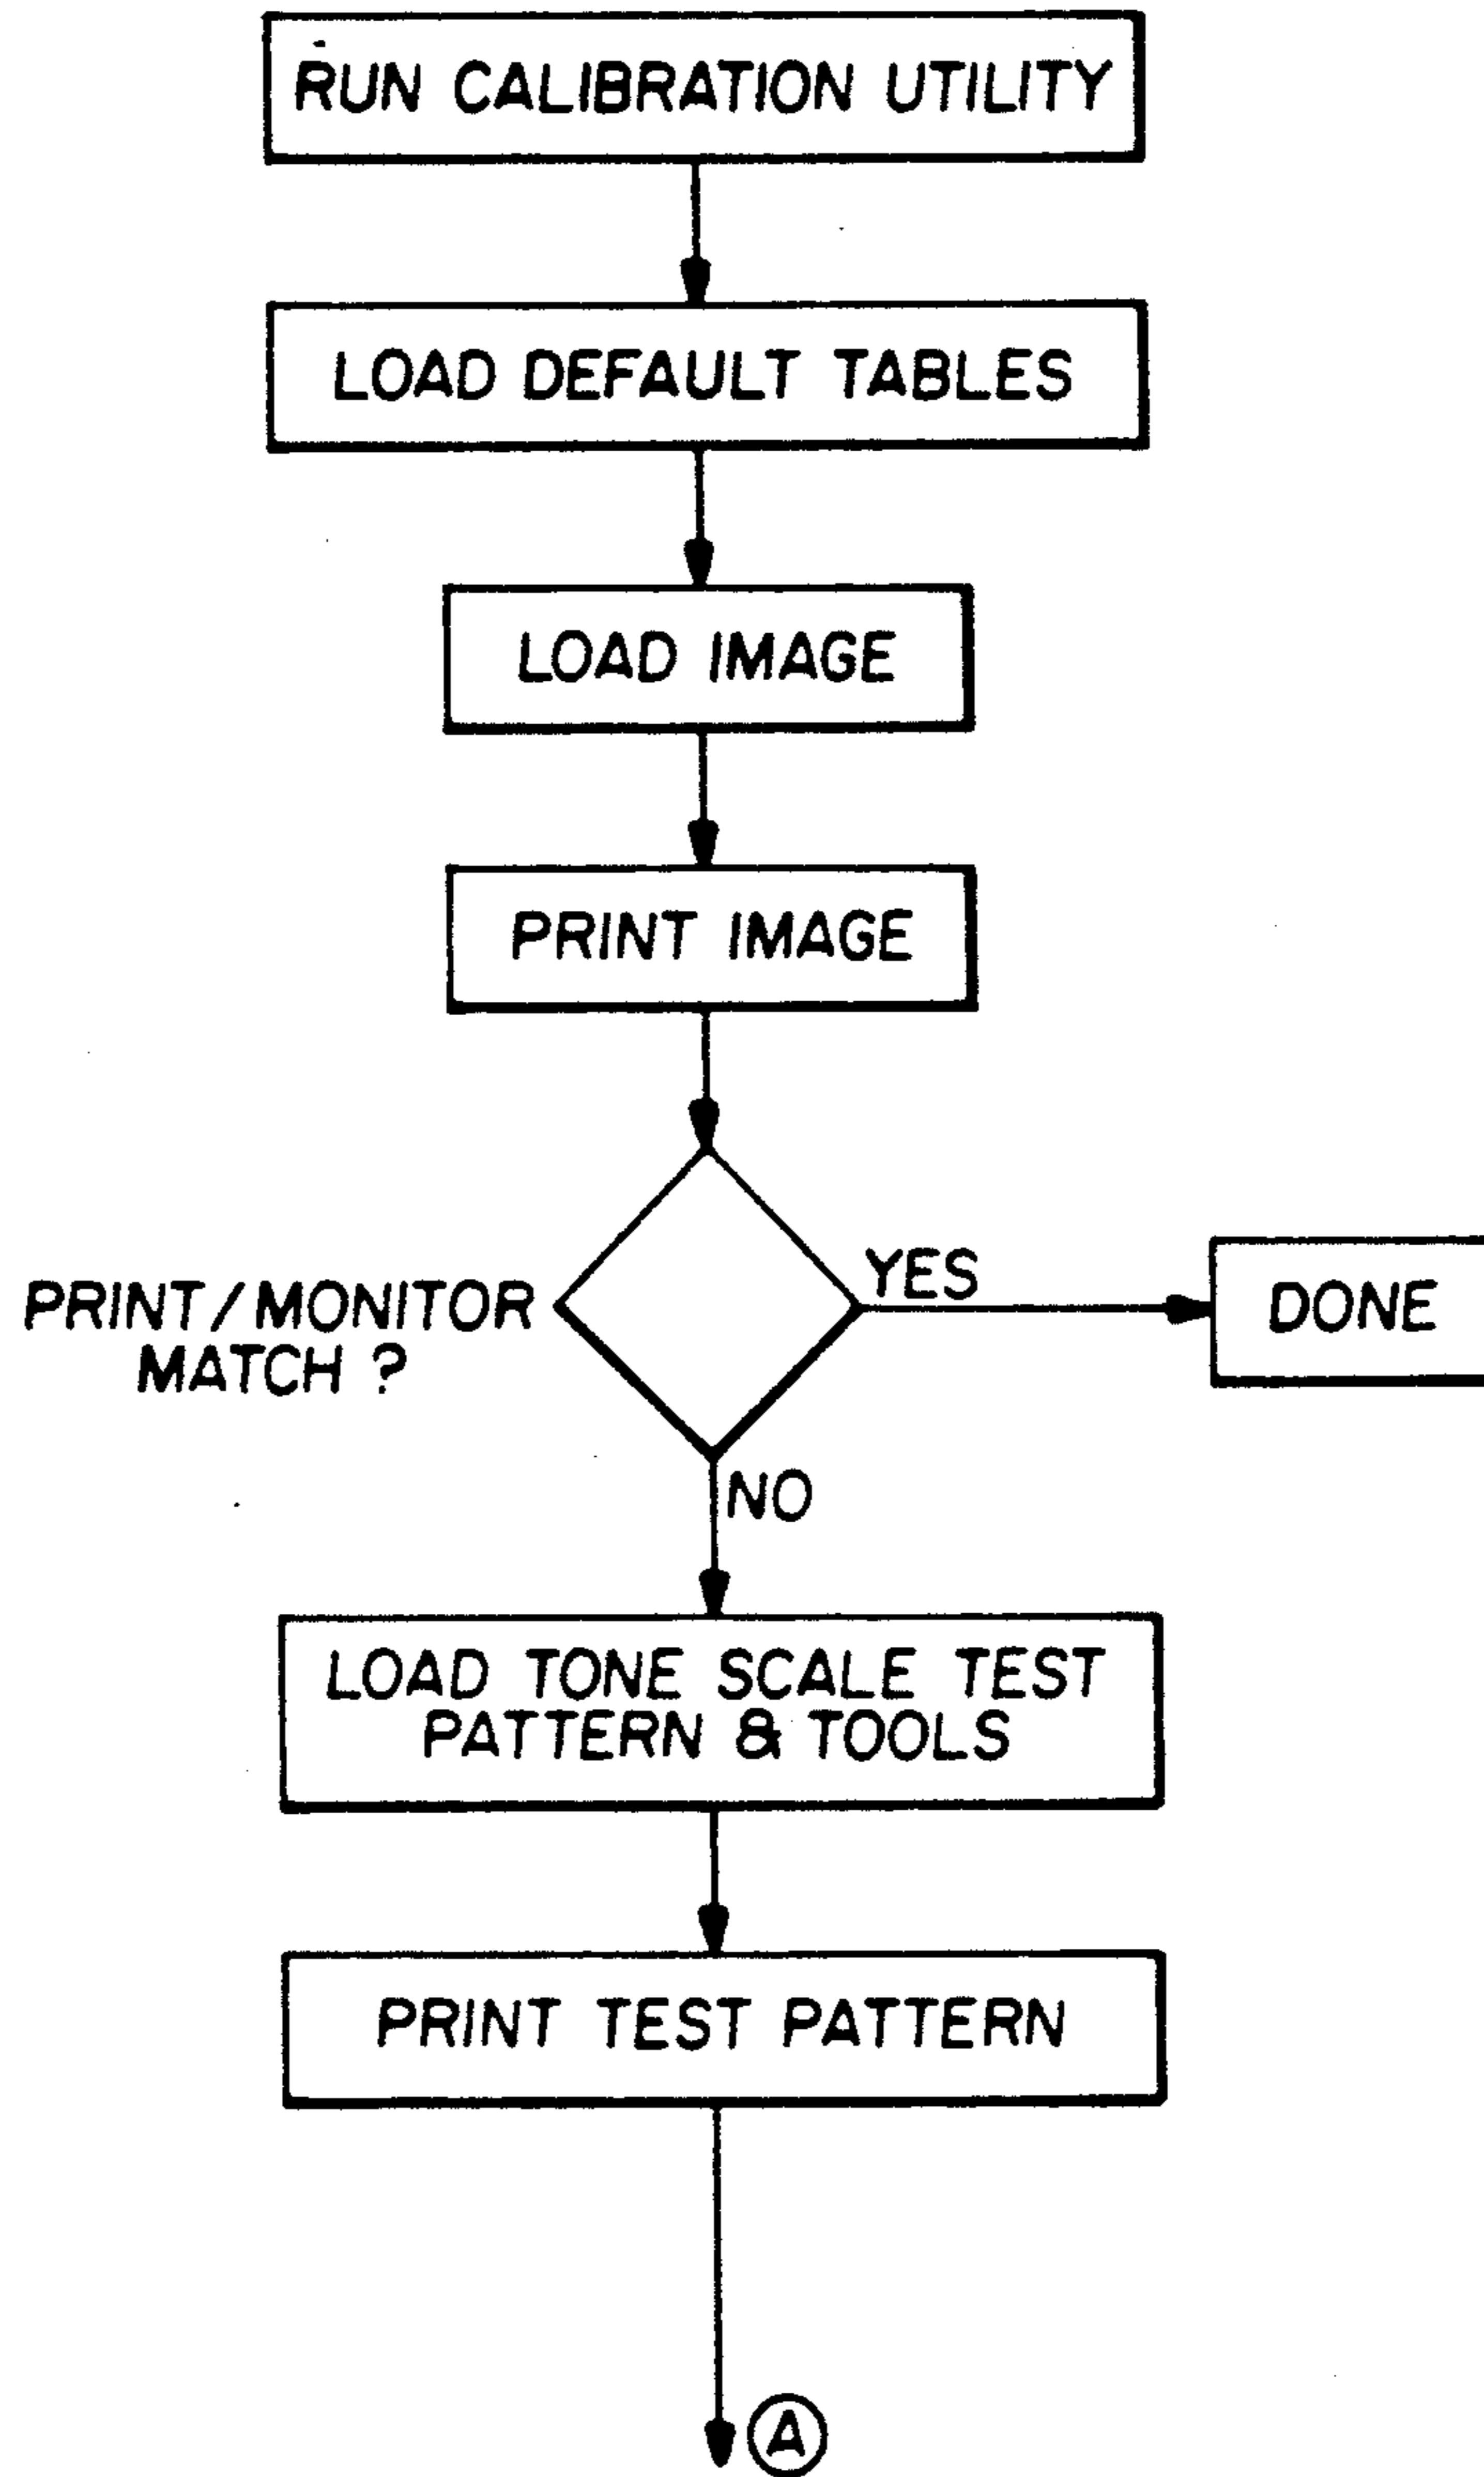 RUN CALIBRATION UTILITY
LOAD DEFAULT TABLES
LOAD IMAGE
PRINT IMAGE
PRINT/MONITOR
MATCH ?
YES
DONE
NO
LOAD TONE SCALE TEST
PATTERN & TOOLS
PRINT TEST PATTERN
A